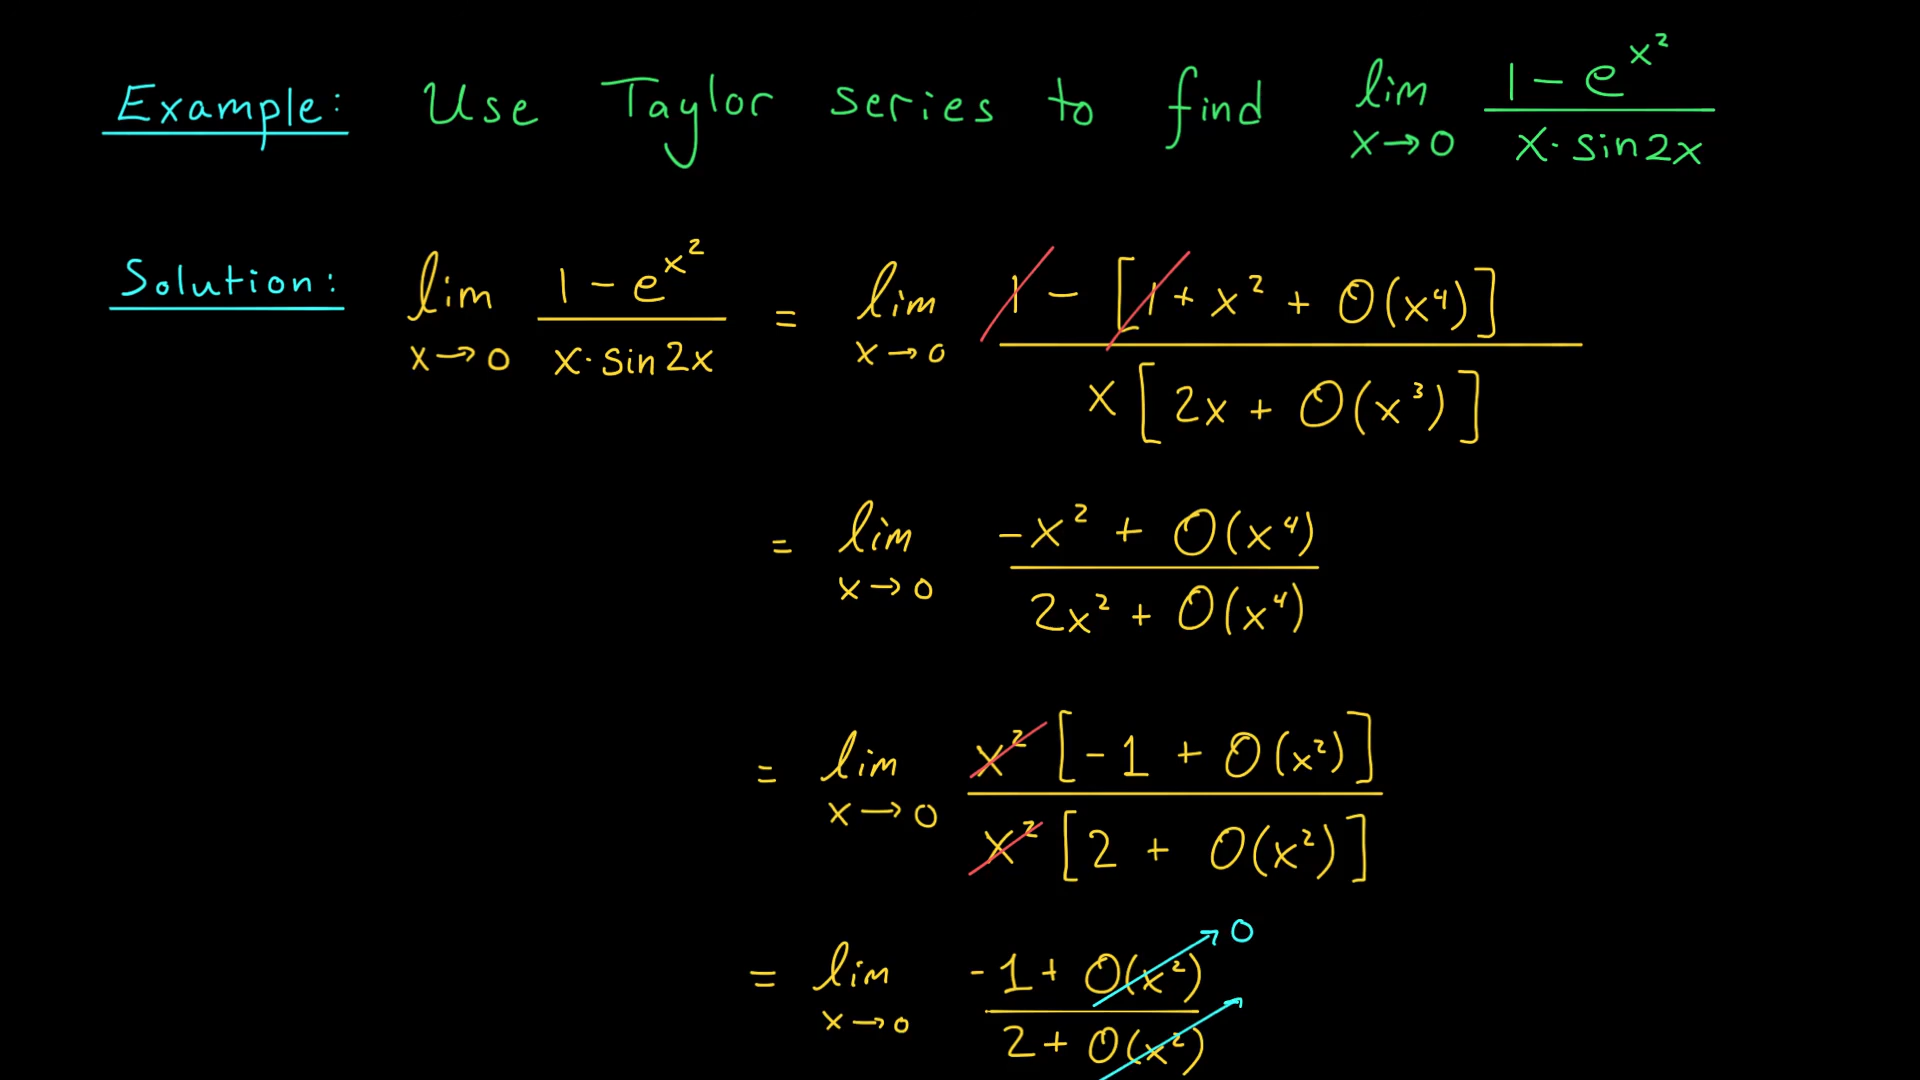 Example: Use Taylor series to find lim x→0 (1 - e^(x²)) / (x · sin 2x)
Solution: lim x→0 (1 - e^(x²)) / (x · sin 2x) = lim x→0 (1 - [1 + x² + O(x⁴)]) / (x [2x + O(x³)])
= lim x→0 (-x² + O(x⁴)) / (2x² + O(x⁴))
= lim x→0 (x² [-1 + O(x²)]) / (x² [2 + O(x²)])
= lim x→0 (-1 + O(x²)) / (2 + O(x²)) → 0